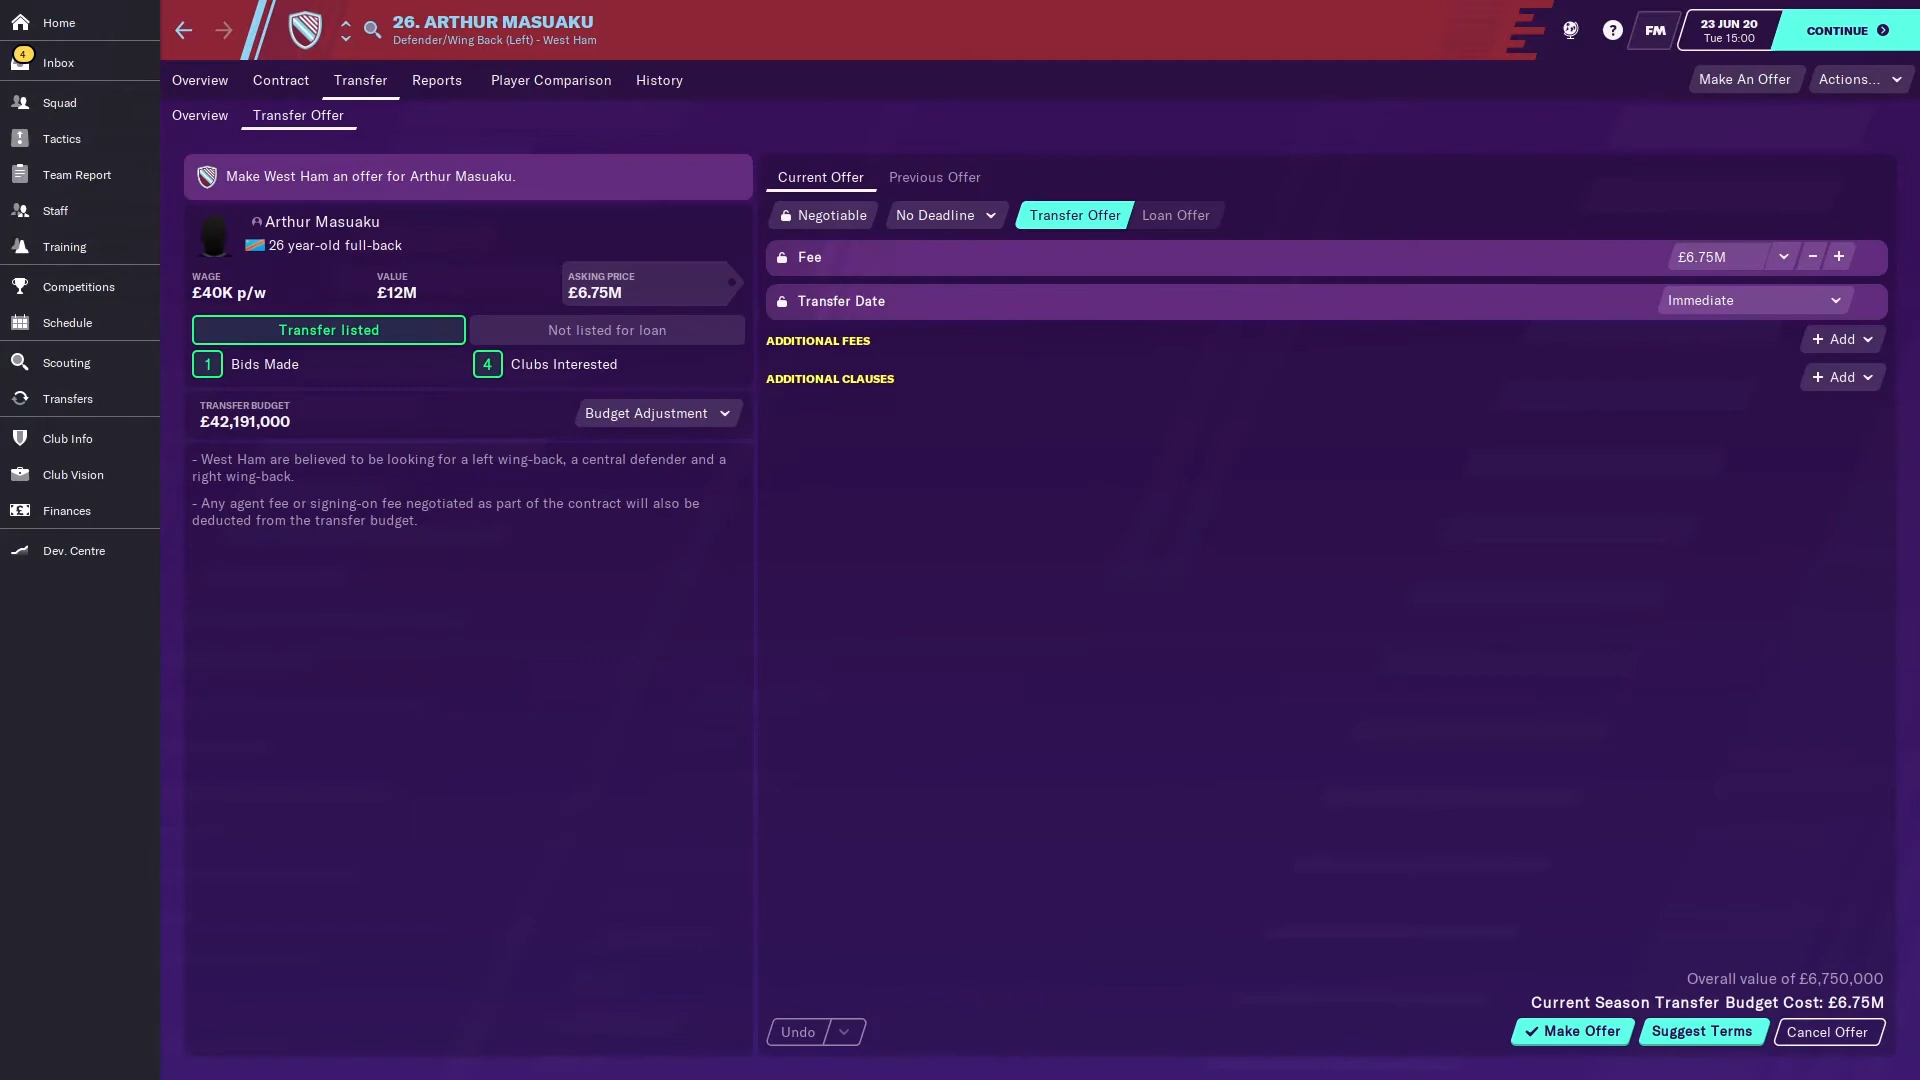 Home
4
Inbox
Squad
Tactics
Team Report
Staff
Training
Competitions
Schedule
Scouting
Transfers
Club Info
Club Vision
Finances
Dev. Centre
26. ARTHUR MASUAKU
Defender/Wing Back (Left) - West Ham
?
FM
23 JUN 20
Tue 15:00
CONTINUE
Overview
Contract
Transfer
Reports
Player Comparison
History
Make An Offer
Actions...
Overview
Transfer Offer
Make West Ham an offer for Arthur Masuaku.
Arthur Masuaku
26 year-old full-back
WAGE
£40K p/w
VALUE
£12M
ASKING PRICE
£6.75M
Transfer listed
Not listed for loan
1 Bids Made
4 Clubs Interested
TRANSFER BUDGET
£42,191,000
Budget Adjustment
- West Ham are believed to be looking for a left wing-back, a central defender and a
right wing-back.
- Any agent fee or signing-on fee negotiated as part of the contract will also be
deducted from the transfer budget.
Current Offer
Previous Offer
Negotiable
No Deadline
Transfer Offer
Loan Offer
Fee
£6.75M
- +
Transfer Date
Immediate
ADDITIONAL FEES
+ Add
ADDITIONAL CLAUSES
+ Add
Overall value of £6,750,000
Current Season Transfer Budget Cost: £6.75M
Undo
Make Offer
Suggest Terms
Cancel Offer